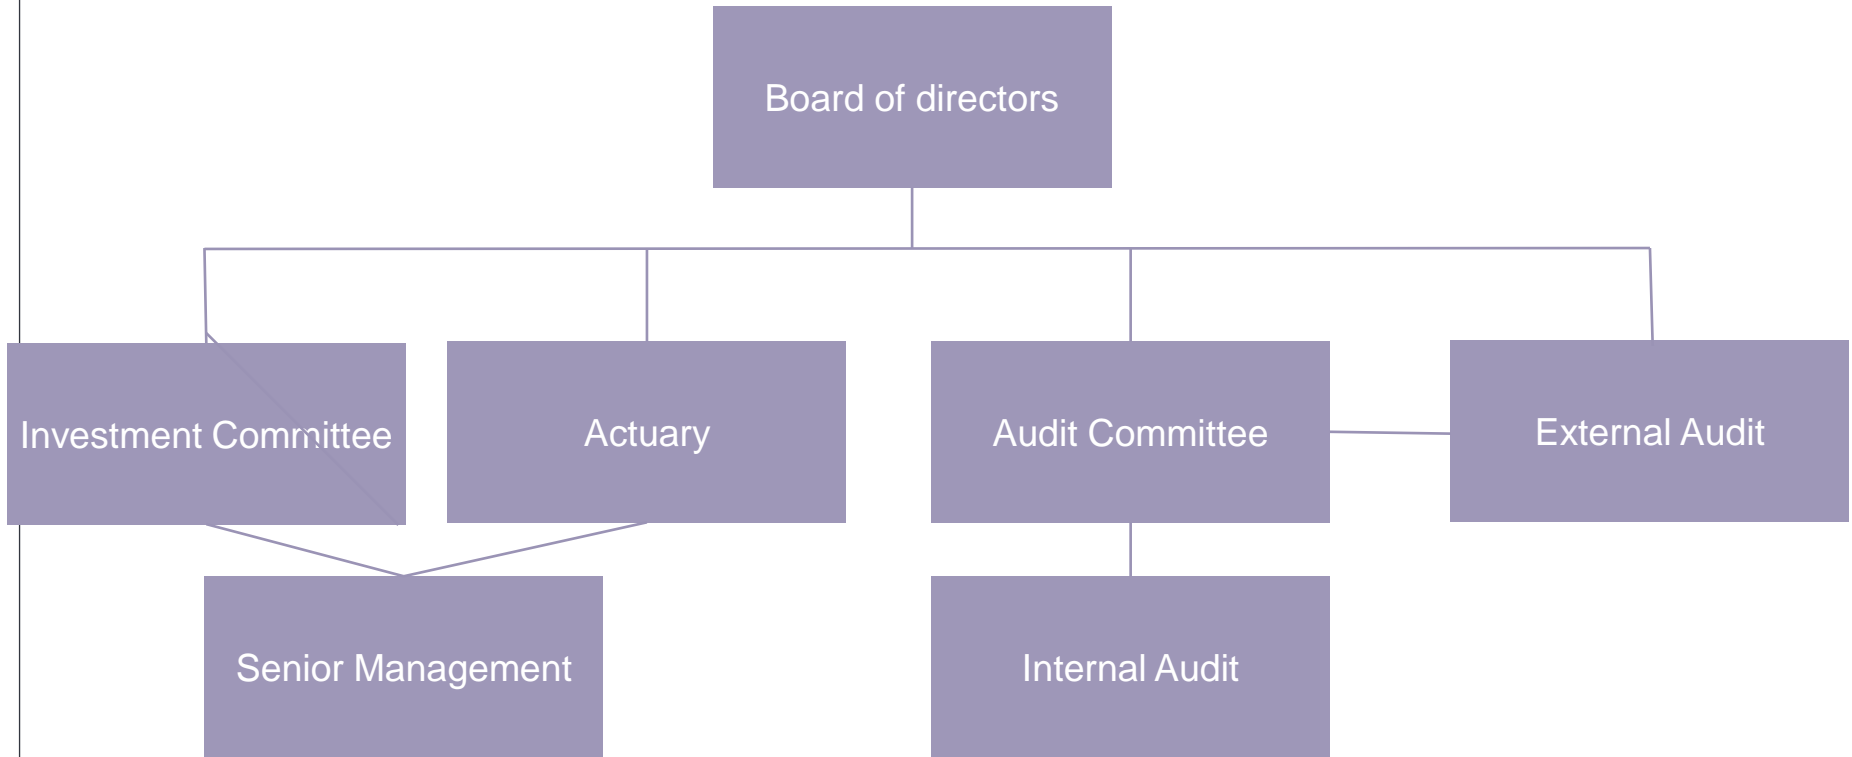 Board of directors
Investment Committee
Actuary
Audit Committee
External Audit
Senior Management
Internal Audit